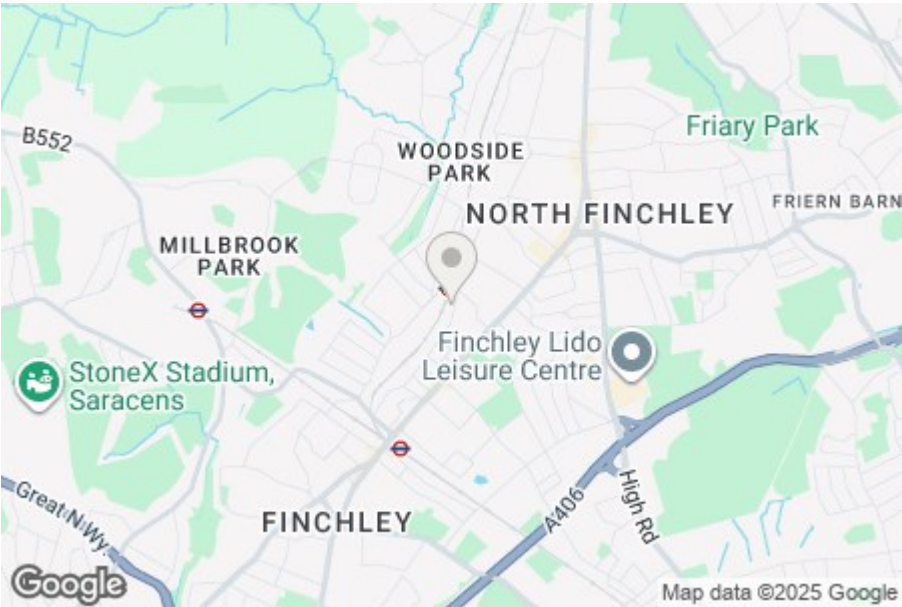 B552
Friary Park
WOODSIDE
PARK
FRIERN BARN
NORTH FINCHLEY
MILLBROOK
PARK
Finchley Lido
Leisure Centre
StoneX Stadium,
Saracens
High Rd
A406
Great N Wy.
FINCHLEY
Google
Map data ©2025 Google